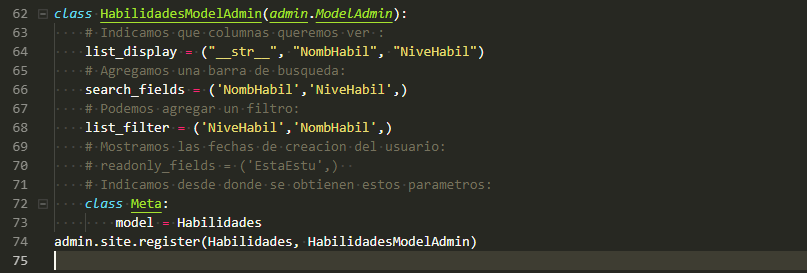 62 class HabilidadesModelAdmin(admin.ModelAdmin):
63     # Indicamos que columnas queremos ver :
64     list_display = ("__str__", "NombHabil", "NiveHabil")
65     # Agregamos una barra de busqueda:
66     search_fields = ('NombHabil','NiveHabil',)
67     # Podemos agregar un filtro:
68     list_filter = ('NiveHabil','NombHabil',)
69     # Mostramos las fechas de creacion del usuario:
70     # readonly_fields = ('EstaEstu',)
71     # Indicamos desde donde se obtienen estos parametros:
72     class Meta:
73         model = Habilidades
74 admin.site.register(Habilidades, HabilidadesModelAdmin)
75